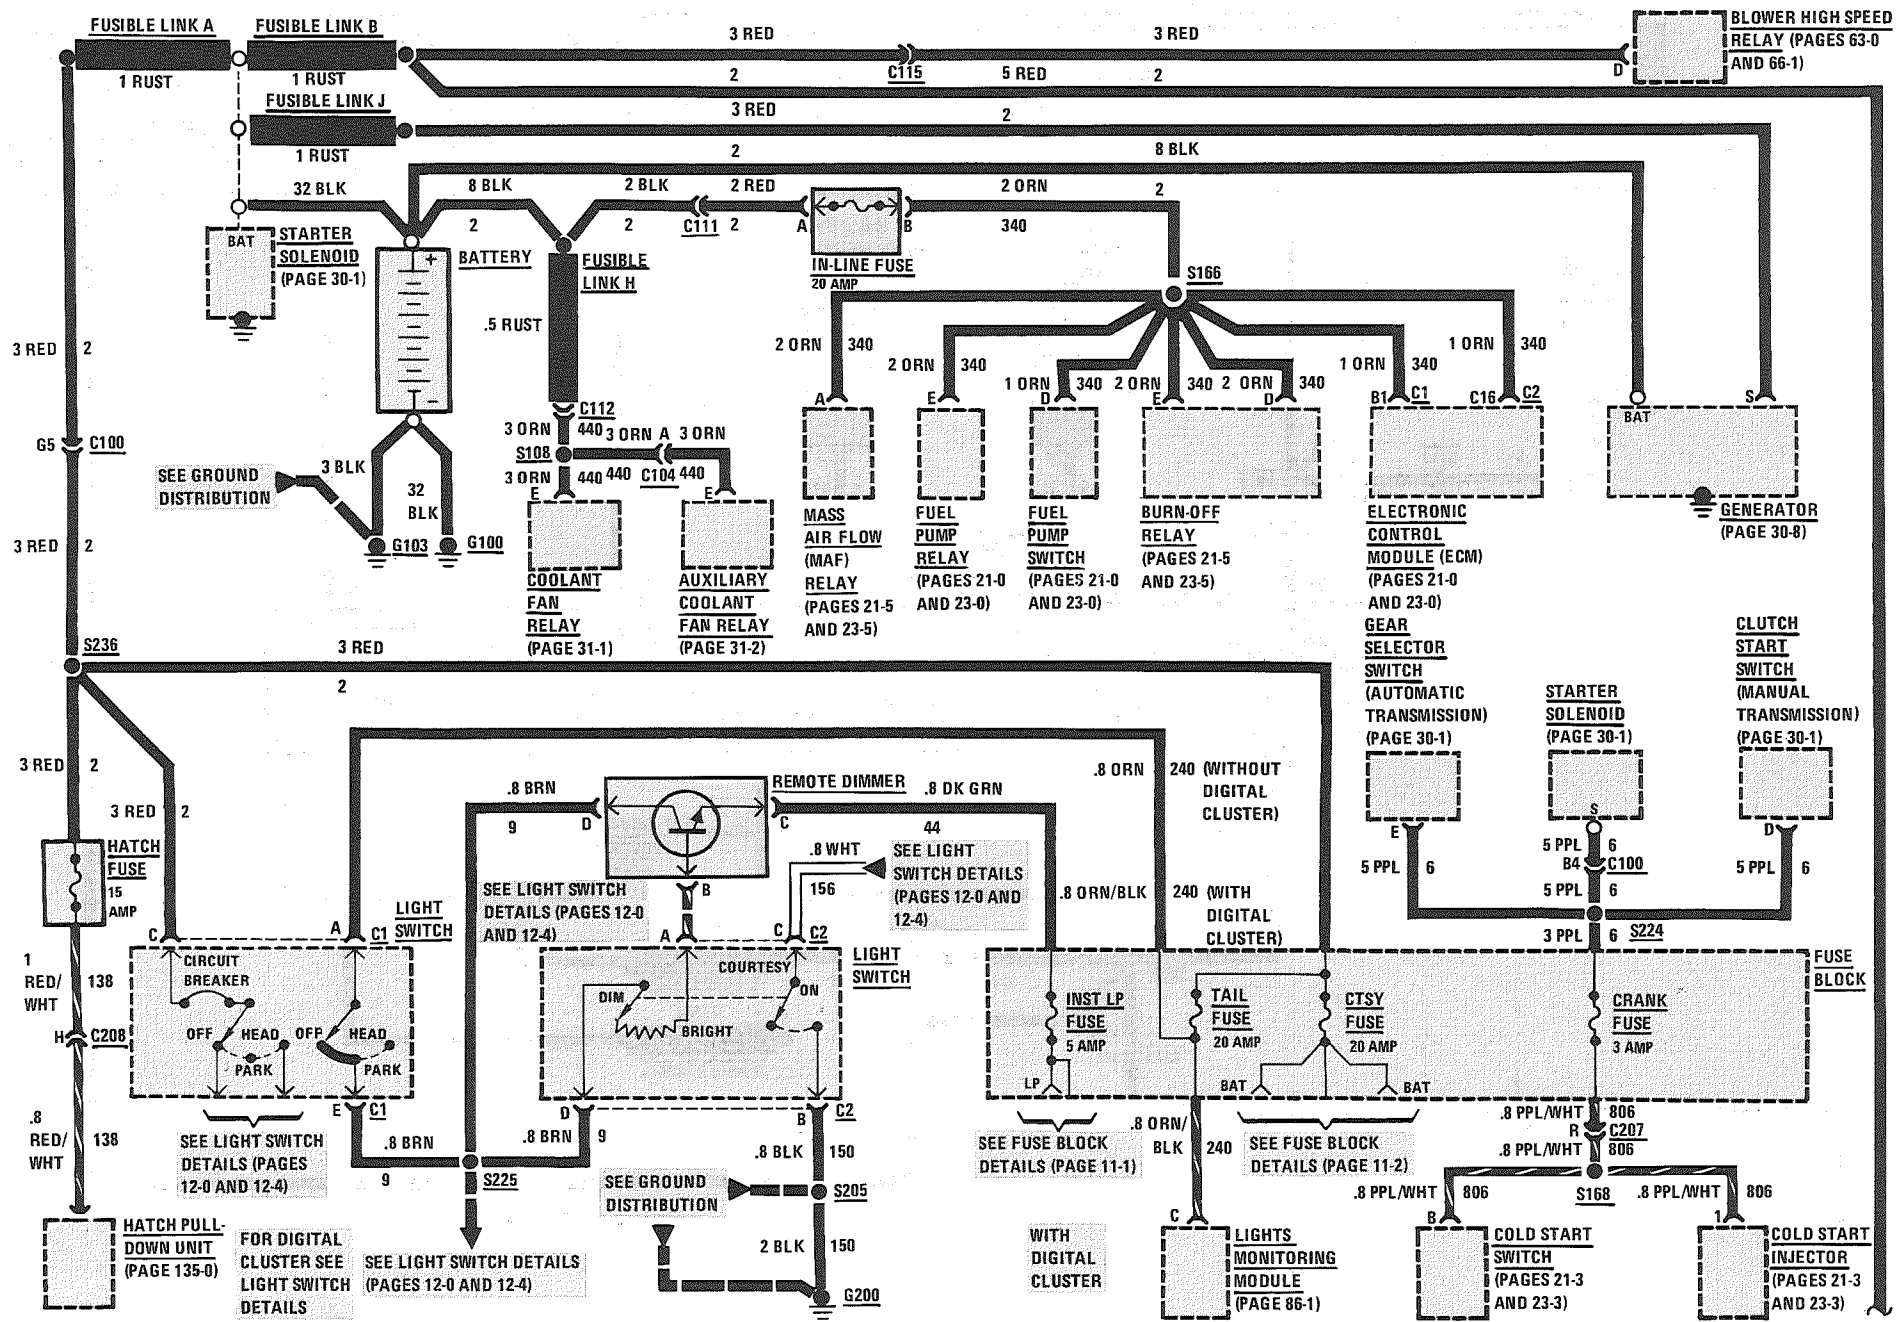 FUSIBLE LINK A
FUSIBLE LINK B
3 RED
3 RED
BLOWER HIGH SPEED
RELAY (PAGES 63-0
AND 66-1)
1 RUST
1 RUST
2
C115
5 RED
2
D
FUSIBLE LINK J
3 RED
2
1 RUST
2
8 BLK
32 BLK
8 BLK
2 BLK
2 RED
2 ORN
2
BAT
STARTER
SOLENOID
(PAGE 30-1)
2
2
C111
2
A
B
340
BATTERY
+
–
FUSIBLE
LINK H
IN-LINE FUSE
20 AMP
S166
.5 RUST
3 RED
2
2 ORN
340
2 ORN
340
1 ORN
340
2 ORN
340
2 ORN
340
1 ORN
340
1 ORN
340
A
E
D
E
D
B1
C1
C16
C2
BAT
S
C112
3 ORN
440
3 ORN
A
3 ORN
S108
440
C104
440
3 ORN
440
E
E
G5
C100
SEE GROUND
DISTRIBUTION
3 BLK
32
BLK
G103
G100
3 RED
2
MASS
AIR FLOW
(MAF)
RELAY
(PAGES 21-5
AND 23-5)
FUEL
PUMP
RELAY
(PAGES 21-0
AND 23-0)
FUEL
PUMP
SWITCH
(PAGES 21-0
AND 23-0)
BURN-OFF
RELAY
(PAGES 21-5
AND 23-5)
ELECTRONIC
CONTROL
MODULE (ECM)
(PAGES 21-0
AND 23-0)
GENERATOR
(PAGE 30-8)
COOLANT
FAN
RELAY
(PAGE 31-1)
AUXILIARY
COOLANT
FAN RELAY
(PAGE 31-2)
S236
3 RED
2
GEAR
SELECTOR
SWITCH
(AUTOMATIC
TRANSMISSION)
(PAGE 30-1)
STARTER
SOLENOID
(PAGE 30-1)
CLUTCH
START
SWITCH
(MANUAL
TRANSMISSION)
(PAGE 30-1)
3 RED
2
3 RED
2
.8 BRN
9
D
REMOTE DIMMER
C
.8 DK GRN
44
B
.8 ORN
240 (WITHOUT
DIGITAL
CLUSTER)
E
S
D
5 PPL
6
5 PPL
6
B4
C100
5 PPL
6
5 PPL
6
3 PPL
6
S224
HATCH
FUSE
15
AMP
SEE LIGHT SWITCH
DETAILS (PAGES 12-0
AND 12-4)
.8 WHT
156
SEE LIGHT
SWITCH DETAILS
(PAGES 12-0 AND
12-4)
.8 ORN/BLK
240 (WITH
DIGITAL
CLUSTER)
C
A
C1
LIGHT
SWITCH
A
C
C2
LIGHT
SWITCH
FUSE
BLOCK
1
RED/
WHT
138
H
C208
CIRCUIT
BREAKER
OFF
HEAD
PARK
OFF
HEAD
PARK
COURTESY
ON
DIM
BRIGHT
INST LP
FUSE
5 AMP
LP
TAIL
FUSE
20 AMP
CTSY
FUSE
20 AMP
BAT
BAT
CRANK
FUSE
3 AMP
E
C1
D
B
C2
.8
RED/
WHT
138
SEE LIGHT SWITCH
DETAILS (PAGES
12-0 AND 12-4)
.8 BRN
9
S225
.8 BRN
9
.8 BLK
150
SEE GROUND
DISTRIBUTION
S205
2 BLK
150
G200
SEE FUSE BLOCK
DETAILS (PAGE 11-1)
.8 ORN/
BLK
240
SEE FUSE BLOCK
DETAILS (PAGE 11-2)
.8 PPL/WHT
806
R
C207
.8 PPL/WHT
806
S168
.8 PPL/WHT
806
.8 PPL/WHT
806
C
B
1
HATCH PULL-
DOWN UNIT
(PAGE 135-0)
FOR DIGITAL
CLUSTER SEE
LIGHT SWITCH
DETAILS
SEE LIGHT SWITCH DETAILS
(PAGES 12-0 AND 12-4)
WITH
DIGITAL
CLUSTER
LIGHTS
MONITORING
MODULE
(PAGE 86-1)
COLD START
SWITCH
(PAGES 21-3
AND 23-3)
COLD START
INJECTOR
(PAGES 21-3
AND 23-3)